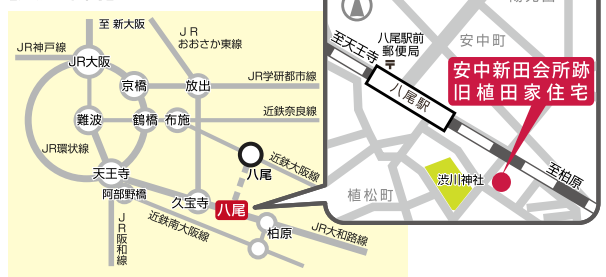 至 新大阪
JR
おおさか東線
JR神戸線
JR大阪
京橋
放出
JR学研都市線
難波
鶴橋
布施
近鉄奈良線
JR環状線
天王寺
阿部野橋
八尾
近鉄大阪線
久宝寺
八尾
近鉄南大阪線
柏原
JR大和路線
JR阪和線
至天王寺
八尾駅前
郵便局
安中町
八尾駅
安中新田会所跡
旧植田家住宅
至柏原
渋川神社
植松町